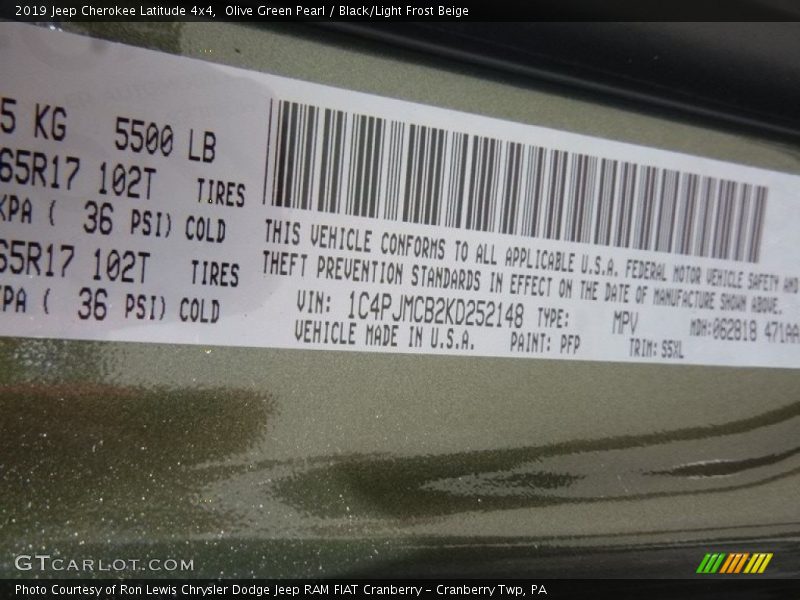 2019 Jeep Cherokee Latitude 4x4,  Olive Green Pearl / Black/Light Frost Beige
5 KG 5500 LB
65R17 102T TIRES
KPA ( 36 PSI) COLD
65R17 102T TIRES
KPA ( 36 PSI) COLD
THIS VEHICLE CONFORMS TO ALL APPLICABLE U.S.A. FEDERAL MOTOR VEHICLE SAFETY AND
THEFT PREVENTION STANDARDS IN EFFECT ON THE DATE OF MANUFACTURE SHOWN ABOVE.
VIN: 1C4PJMCB2KD252148 TYPE: MPV MDH:062818 471AA
VEHICLE MADE IN U.S.A. PAINT: PFP TRIM: S5XL
GTCARLOT.COM
Photo Courtesy of Ron Lewis Chrysler Dodge Jeep RAM FIAT Cranberry – Cranberry Twp, PA